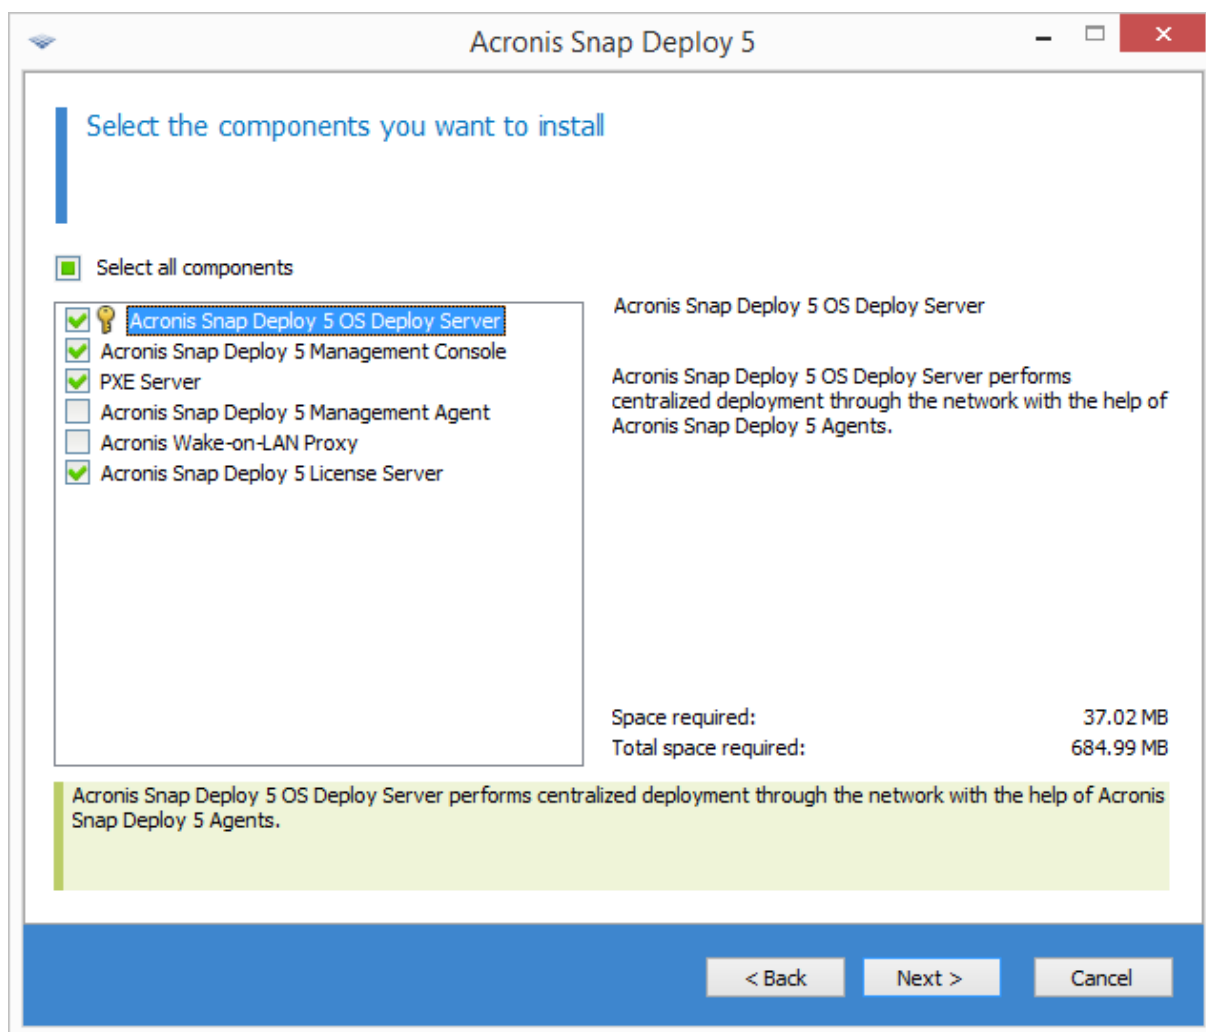 Acronis Snap Deploy 5
Select the components you want to install
Select all components
Acronis Snap Deploy 5 OS Deploy Server
Acronis Snap Deploy 5 Management Console
PXE Server
Acronis Snap Deploy 5 Management Agent
Acronis Wake-on-LAN Proxy
Acronis Snap Deploy 5 License Server
Acronis Snap Deploy 5 OS Deploy Server
Acronis Snap Deploy 5 OS Deploy Server performs
centralized deployment through the network with the help of
Acronis Snap Deploy 5 Agents.
Space required: 37.02 MB
Total space required: 684.99 MB
Acronis Snap Deploy 5 OS Deploy Server performs centralized deployment through the network with the help of Acronis
Snap Deploy 5 Agents.
< Back Next > Cancel